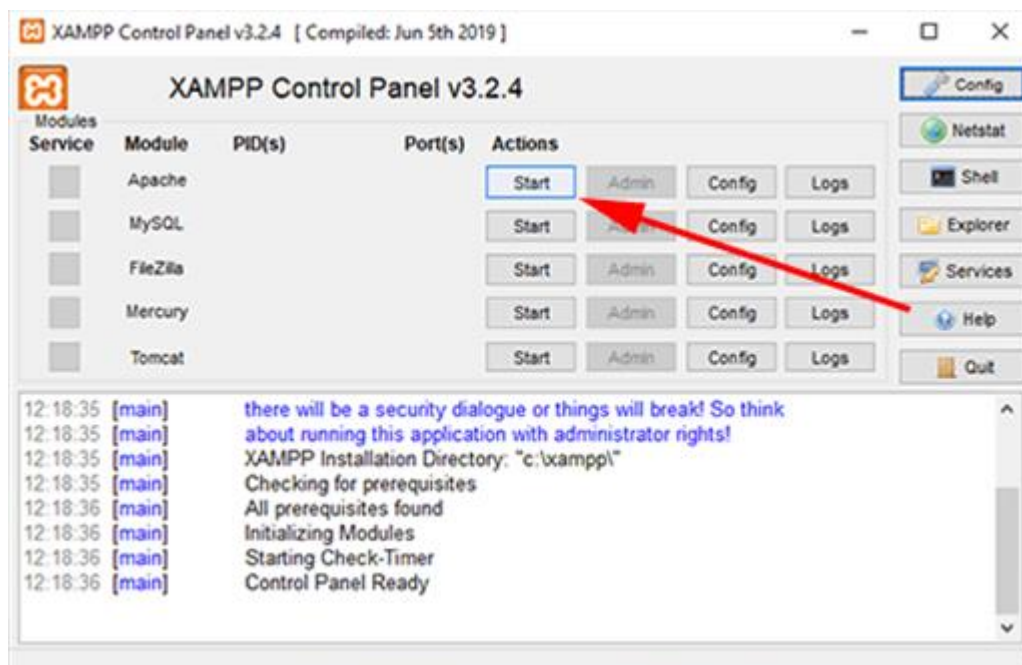 XAMPP Control Panel v3.2.4 [ Compiled: Jun 5th 2019 ]
XAMPP Control Panel v3.2.4
Config
Modules
Service Module PID(s) Port(s) Actions
Netstat
Apache Start Admin Config Logs
Shell
MySQL Start Admin Config Logs
Explorer
FileZilla Start Admin Config Logs
Services
Mercury Start Admin Config Logs
Help
Tomcat Start Admin Config Logs
Quit
12:18:35 [main] there will be a security dialogue or things will break! So think
12:18:35 [main] about running this application with administrator rights!
12:18:35 [main] XAMPP Installation Directory: "c:\xampp\"
12:18:36 [main] Checking for prerequisites
12:18:36 [main] All prerequisites found
12:18:36 [main] Initializing Modules
12:18:36 [main] Starting Check-Timer
12:18:36 [main] Control Panel Ready